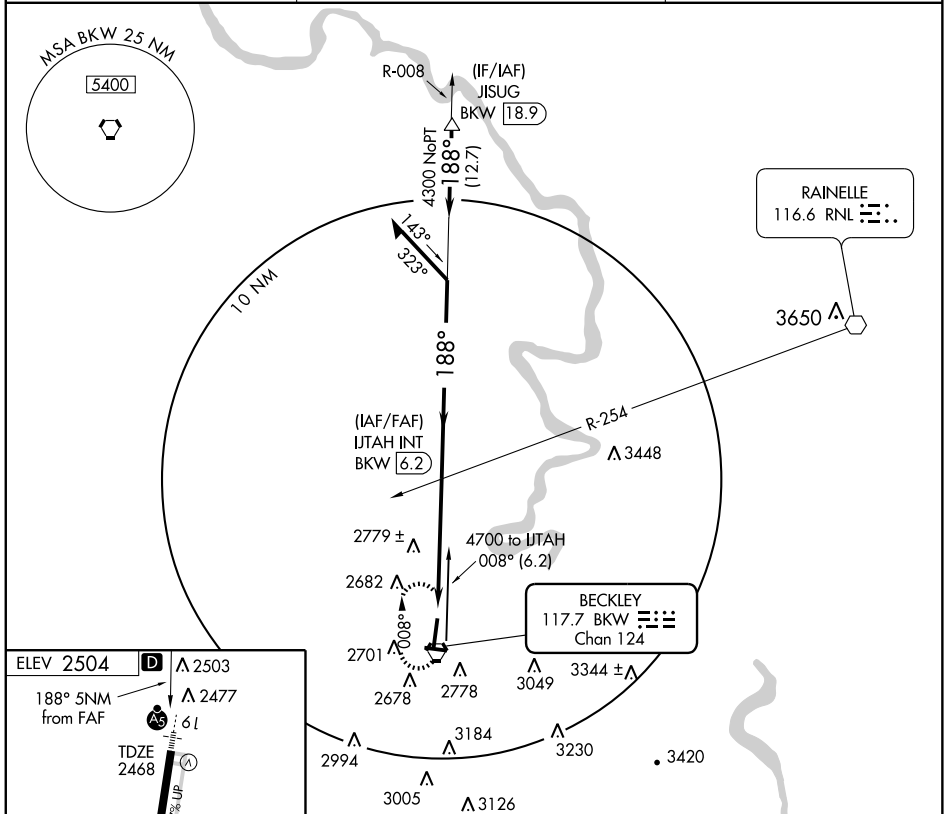 MSA BKW 25 NM
5400
R-008
(IF/IAF)
JISUG
BKW 18.9
4300 NoPT
188°
(12.7)
RAINELLE
116.6 RNL
143°
323°
10 NM
3650
188°
R-254
(IAF/FAF)
IJTAH INT
BKW 6.2
3448
2779 ±
4700 to IJTAH
008° (6.2)
2682
008°
BECKLEY
117.7 BKW
Chan 124
2701
2678
2778
3049
3344 ±
ELEV 2504
D
2503
188° 5NM
from FAF
2477
A5
19
TDZE
2468
V
% UP
2994
3184
3230
3420
3005
3126